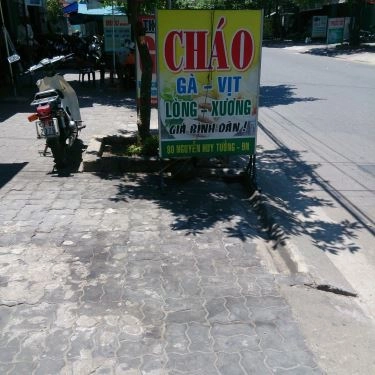 CHÁO
GÀ - VỊT
LÒNG - XƯƠNG
GIÁ BÌNH DÂN !
90 NGUYỄN HUY TƯỞNG - ĐN